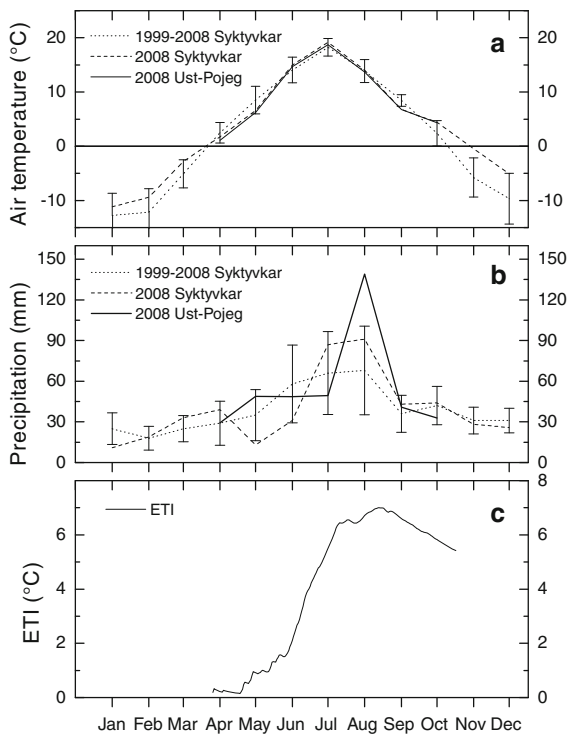 a
1999-2008 Syktyvkar
2008 Syktyvkar
2008 Ust-Pojeg
Air temperature (°C)
20
10
0
-10
20
10
0
-10
b
1999-2008 Syktyvkar
2008 Syktyvkar
2008 Ust-Pojeg
Precipitation (mm)
150
120
90
60
30
0
150
120
90
60
30
0
c
ETI
ETI (°C)
6
4
2
0
8
6
4
2
0
Jan Feb Mar Apr May Jun Jul Aug Sep Oct Nov Dec